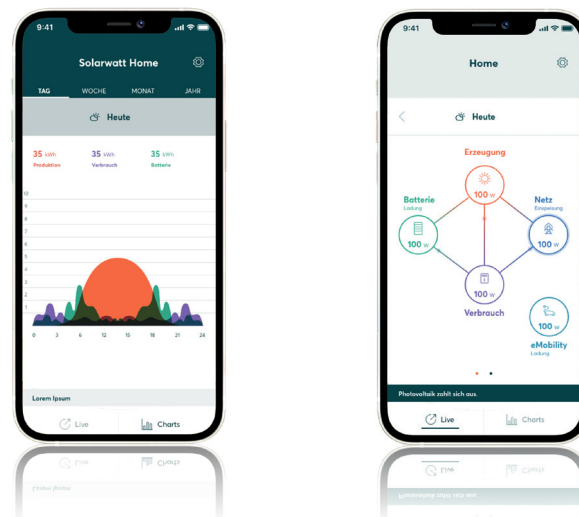 9:41
Solarwatt Home
TAG WOCHE MONAT JAHR
Heute
35 kWh 35 kWh 35 kWh
Produktion Verbrauch Batterie
12
9
8
7
6
5
4
3
2
1
0 3 6 12 15 18 21 24
Lorem Ipsum
Live Charts
9:41
Home
Heute
Erzeugung
100 W
Batterie
Ladung
100 W
Netz
Einspeisung
100 W
100 W
Verbrauch
100 W
eMobility
Ladung
Photovoltaik zahlt sich aus.
Live Charts